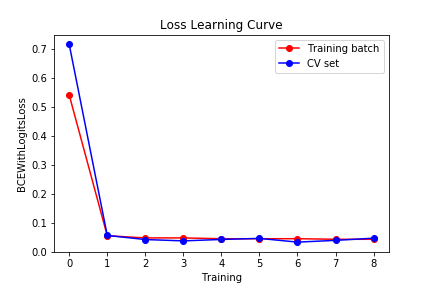 Loss Learning Curve
Training batch
CV set
BCEWithLogitsLoss
0.7
0.6
0.5
0.4
0.3
0.2
0.1
0.0
0 1 2 3 4 5 6 7 8
Training